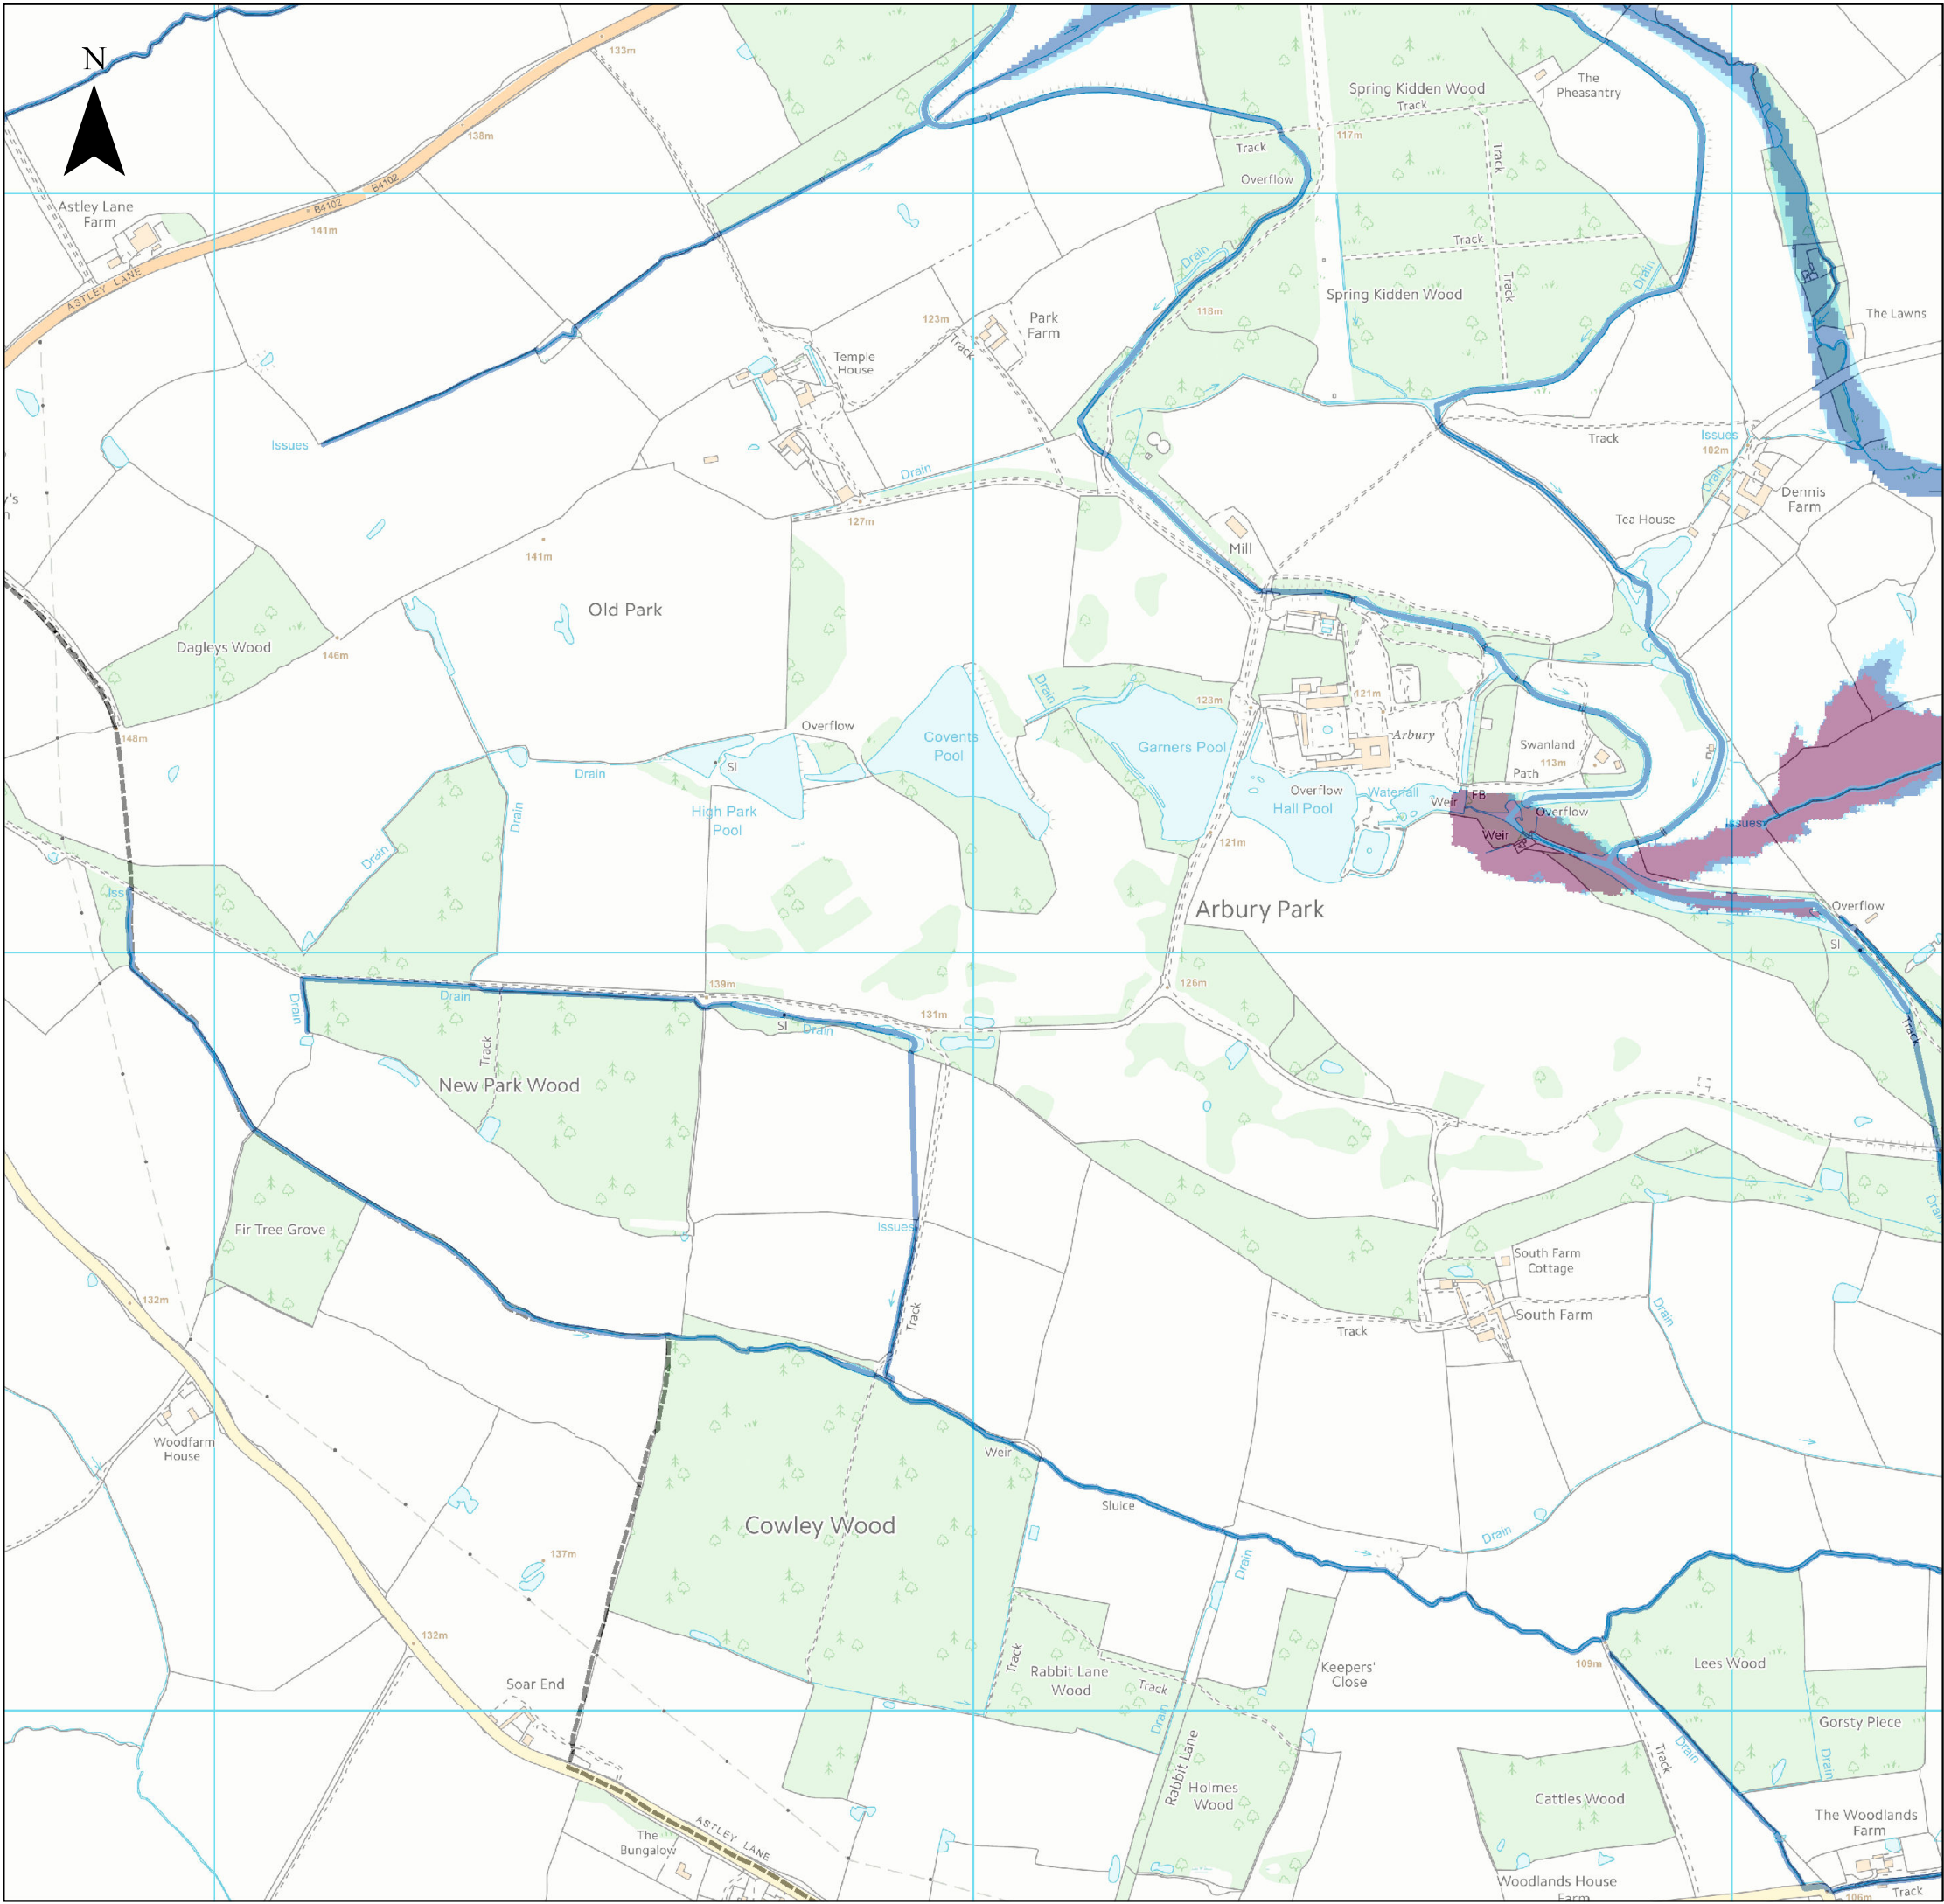 N
133m
138m
B4102
B4102
141m
Astley Lane
Farm
ASTLEY LANE
Spring Kidden Wood
Track
The
Pheasantry
117m
Track
Track
Overflow
Drain
Track
Drain
Spring Kidden Wood
Track
118m
The Lawns
123m
Park
Farm
Track
Temple
House
Issues
Drain
Track
Issues
102m
Drain
Dennis
Farm
Tea House
127m
141m
Mill
Old Park
Dagleys Wood
146m
148m
Drain
123m
121m
Overflow
Covents
Pool
Garners Pool
Arbury
Swanland
113m
Path
SI
Drain
High Park
Pool
Drain
Overflow
Hall Pool
Waterfall
Weir
FB
Overflow
Weir
FB
Issues
121m
Drain
Iss
Arbury Park
Overflow
SI
139m
126m
Drain
Drain
SI
Drain
131m
Track
Track
New Park Wood
Issues
Drain
Fir Tree Grove
South Farm
Cottage
132m
Track
Drain
South Farm
Track
Woodfarm
House
Weir
Sluice
Cowley Wood
Drain
Drain
137m
132m
Track
Rabbit Lane
Wood
Track
Keepers'
Close
109m
Lees Wood
Soar End
Drain
Rabbit Lane
Gorsty Piece
Track
Drain
Drain
Holmes
Wood
Cattles Wood
The Woodlands
Farm
The
Bungalow
ASTLEY LANE
Woodlands House
Farm
106m
Track